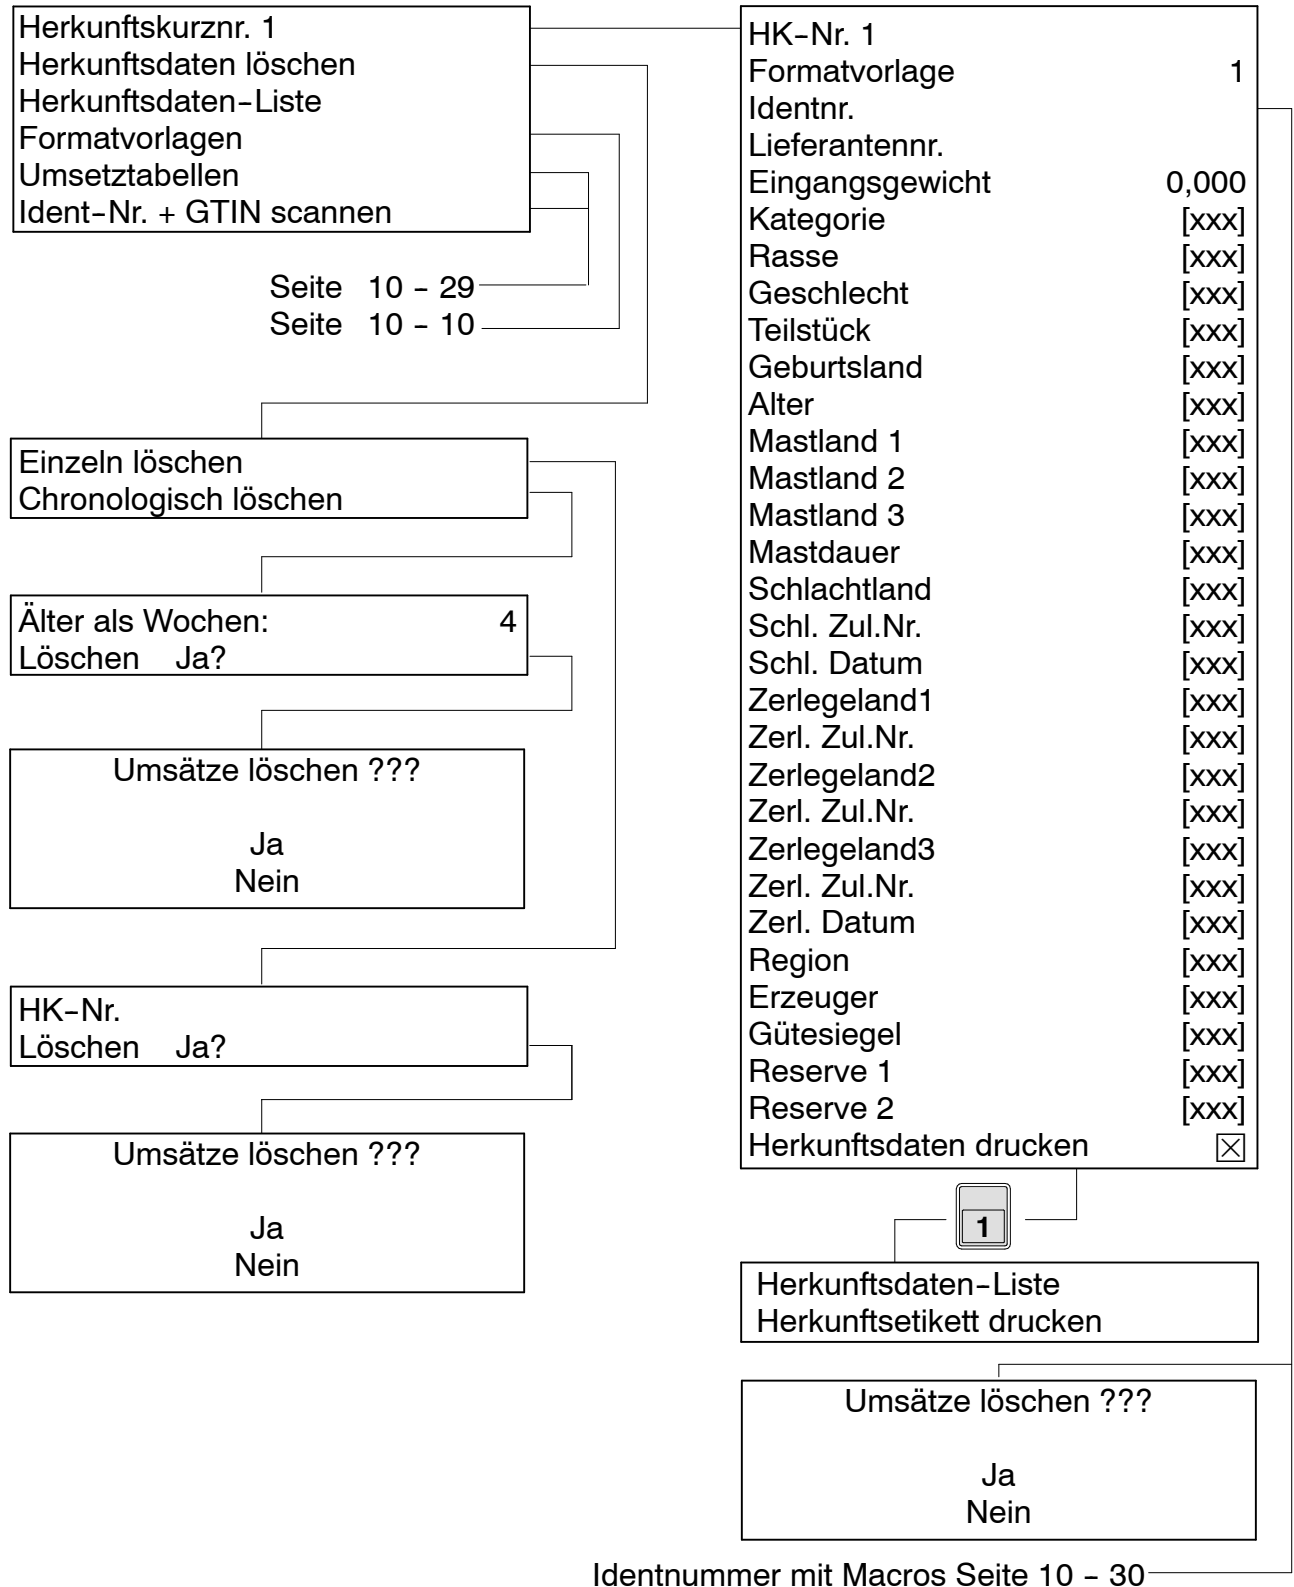 Herkunftskurznr. 1
Herkunftsdaten löschen
Herkunftsdaten-Liste
Formatvorlagen
Umsetztabellen
Ident-Nr. + GTIN scannen
Seite 10 - 29
Seite 10 - 10
Einzeln löschen
Chronologisch löschen
Älter als Wochen: 4
Löschen Ja?
Umsätze löschen ???
Ja
Nein
HK-Nr.
Löschen Ja?
Umsätze löschen ???
Ja
Nein
HK-Nr. 1
Formatvorlage 1
Identnr.
Lieferantennr.
Eingangsgewicht 0,000
Kategorie [xxx]
Rasse [xxx]
Geschlecht [xxx]
Teilstück [xxx]
Geburtsland [xxx]
Alter [xxx]
Mastland 1 [xxx]
Mastland 2 [xxx]
Mastland 3 [xxx]
Mastdauer [xxx]
Schlachtland [xxx]
Schl. Zul.Nr. [xxx]
Schl. Datum [xxx]
Zerlegeland1 [xxx]
Zerl. Zul.Nr. [xxx]
Zerlegeland2 [xxx]
Zerl. Zul.Nr. [xxx]
Zerlegeland3 [xxx]
Zerl. Zul.Nr. [xxx]
Zerl. Datum [xxx]
Region [xxx]
Erzeuger [xxx]
Gütesiegel [xxx]
Reserve 1 [xxx]
Reserve 2 [xxx]
Herkunftsdaten drucken
1
Herkunftsdaten-Liste
Herkunftsetikett drucken
Umsätze löschen ???
Ja
Nein
Identnummer mit Macros Seite 10 - 30